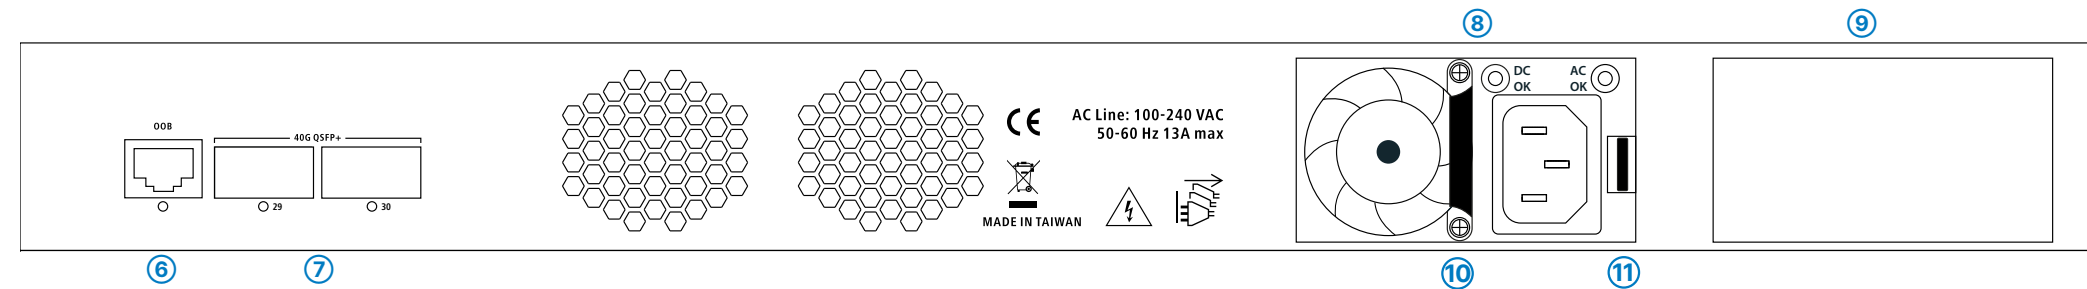 ⑧ ⑨
OOB
40G QSFP+
29 30
CE
AC Line: 100-240 VAC
50-60 Hz 13A max
MADE IN TAIWAN
DC
OK
AC
OK
⑥ ⑦ ⑩ ⑪